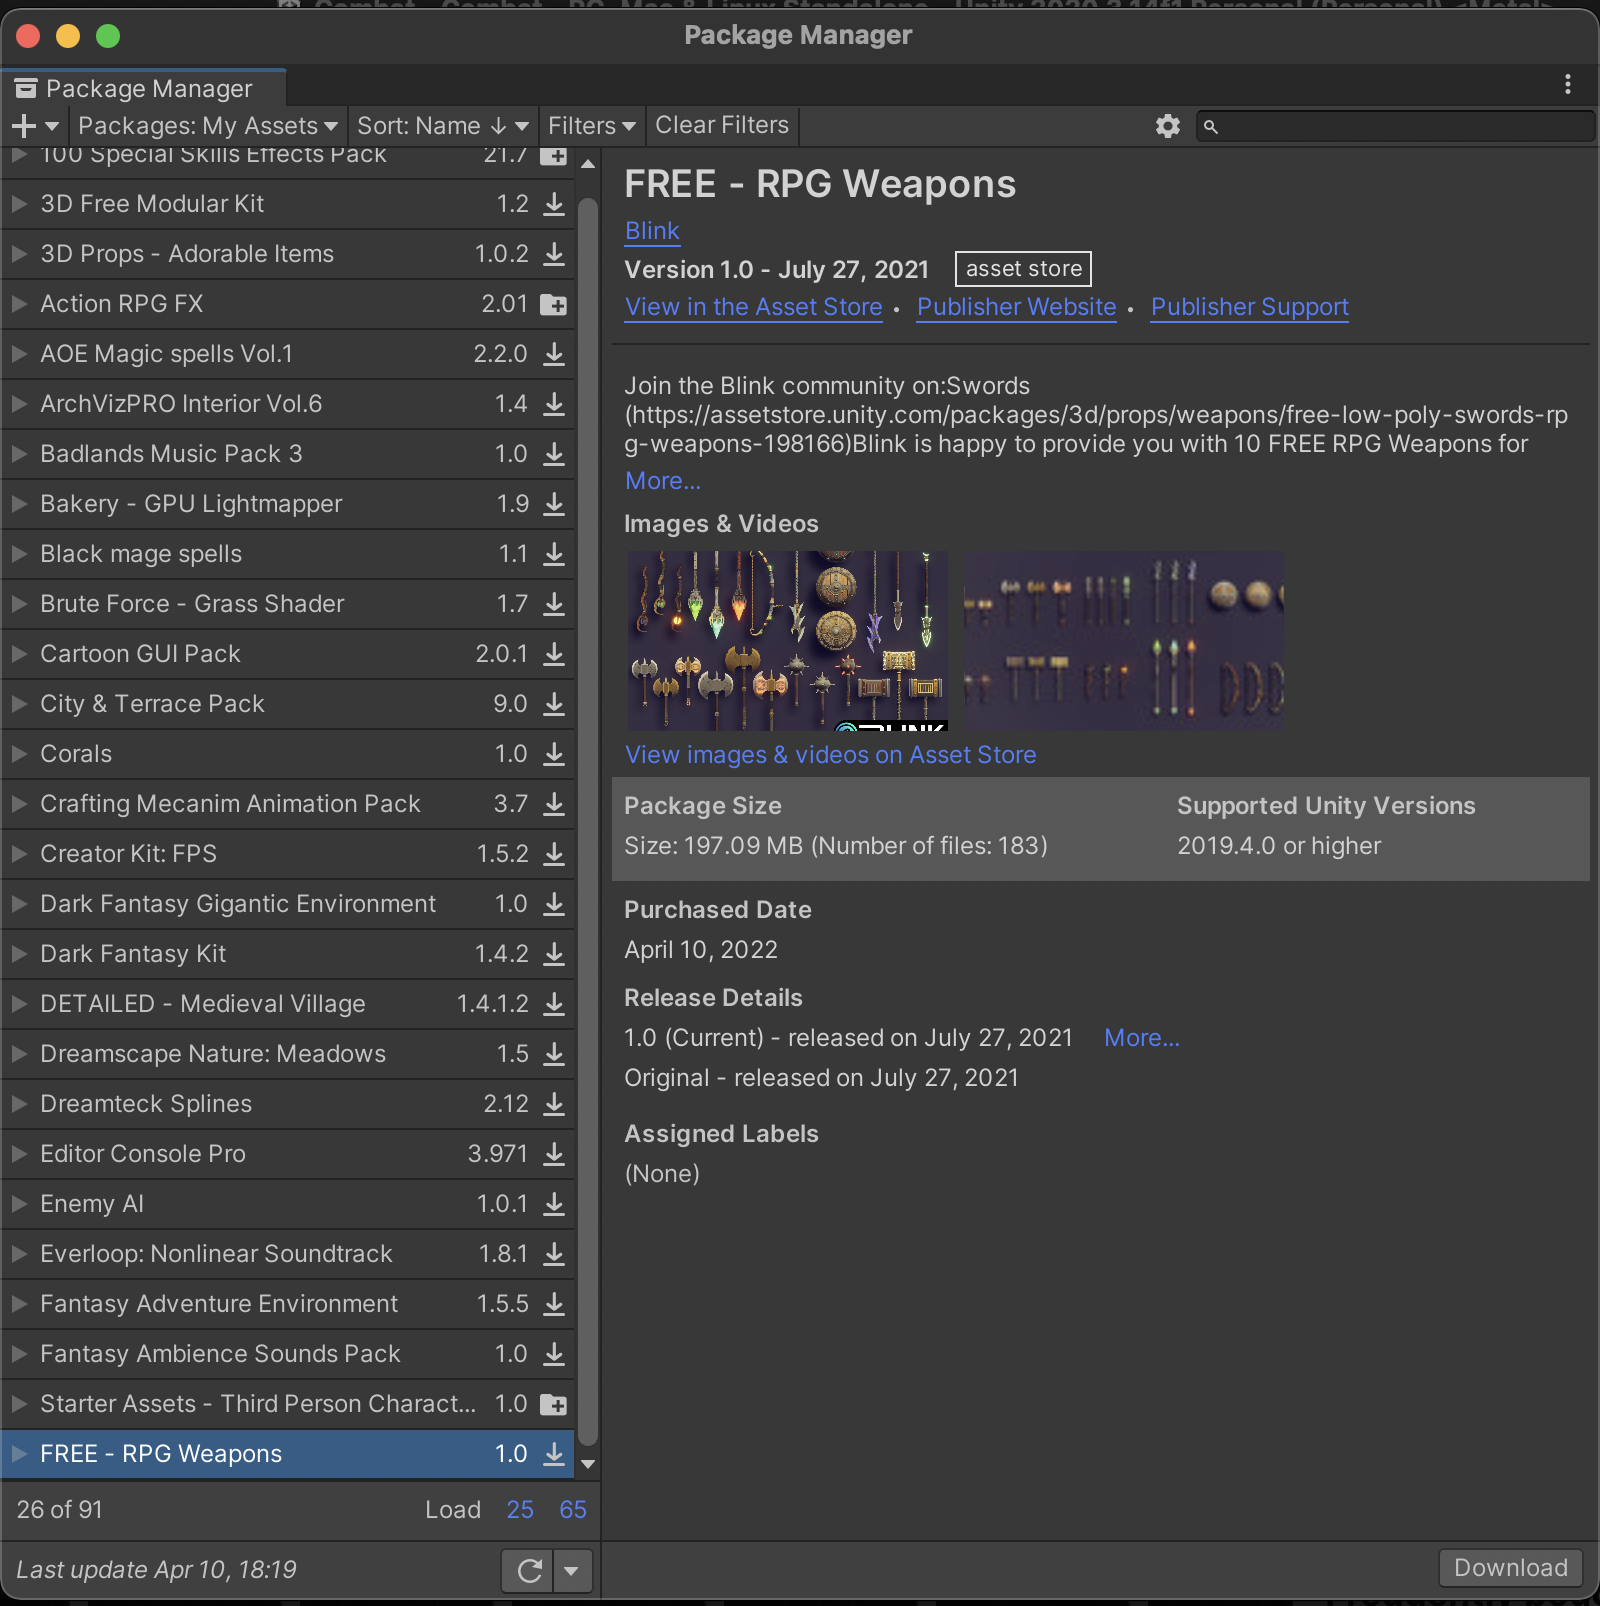 Combat - Combat - PC, Mac & Linux Standalone - Unity 2020.3.14f1 Personal (Personal) <Metal>
Package Manager
Package Manager
Packages: My Assets
Sort: Name ↓
Filters
Clear Filters
100 Special Skills Effects Pack 21.7
3D Free Modular Kit 1.2
3D Props - Adorable Items 1.0.2
Action RPG FX 2.01
AOE Magic spells Vol.1 2.2.0
ArchVizPRO Interior Vol.6 1.4
Badlands Music Pack 3 1.0
Bakery - GPU Lightmapper 1.9
Black mage spells 1.1
Brute Force - Grass Shader 1.7
Cartoon GUI Pack 2.0.1
City & Terrace Pack 9.0
Corals 1.0
Crafting Mecanim Animation Pack 3.7
Creator Kit: FPS 1.5.2
Dark Fantasy Gigantic Environment 1.0
Dark Fantasy Kit 1.4.2
DETAILED - Medieval Village 1.4.1.2
Dreamscape Nature: Meadows 1.5
Dreamteck Splines 2.12
Editor Console Pro 3.971
Enemy AI 1.0.1
Everloop: Nonlinear Soundtrack 1.8.1
Fantasy Adventure Environment 1.5.5
Fantasy Ambience Sounds Pack 1.0
Starter Assets - Third Person Charact... 1.0
FREE - RPG Weapons 1.0
26 of 91 Load 25 65
Last update Apr 10, 18:19
FREE - RPG Weapons
Blink
Version 1.0 - July 27, 2021 asset store
View in the Asset Store • Publisher Website • Publisher Support
Join the Blink community on:Swords
(https://assetstore.unity.com/packages/3d/props/weapons/free-low-poly-swords-rp
g-weapons-198166)Blink is happy to provide you with 10 FREE RPG Weapons for
More...
Images & Videos
BLINK
View images & videos on Asset Store
Package Size
Size: 197.09 MB (Number of files: 183)
Supported Unity Versions
2019.4.0 or higher
Purchased Date
April 10, 2022
Release Details
1.0 (Current) - released on July 27, 2021 More...
Original - released on July 27, 2021
Assigned Labels
(None)
Download